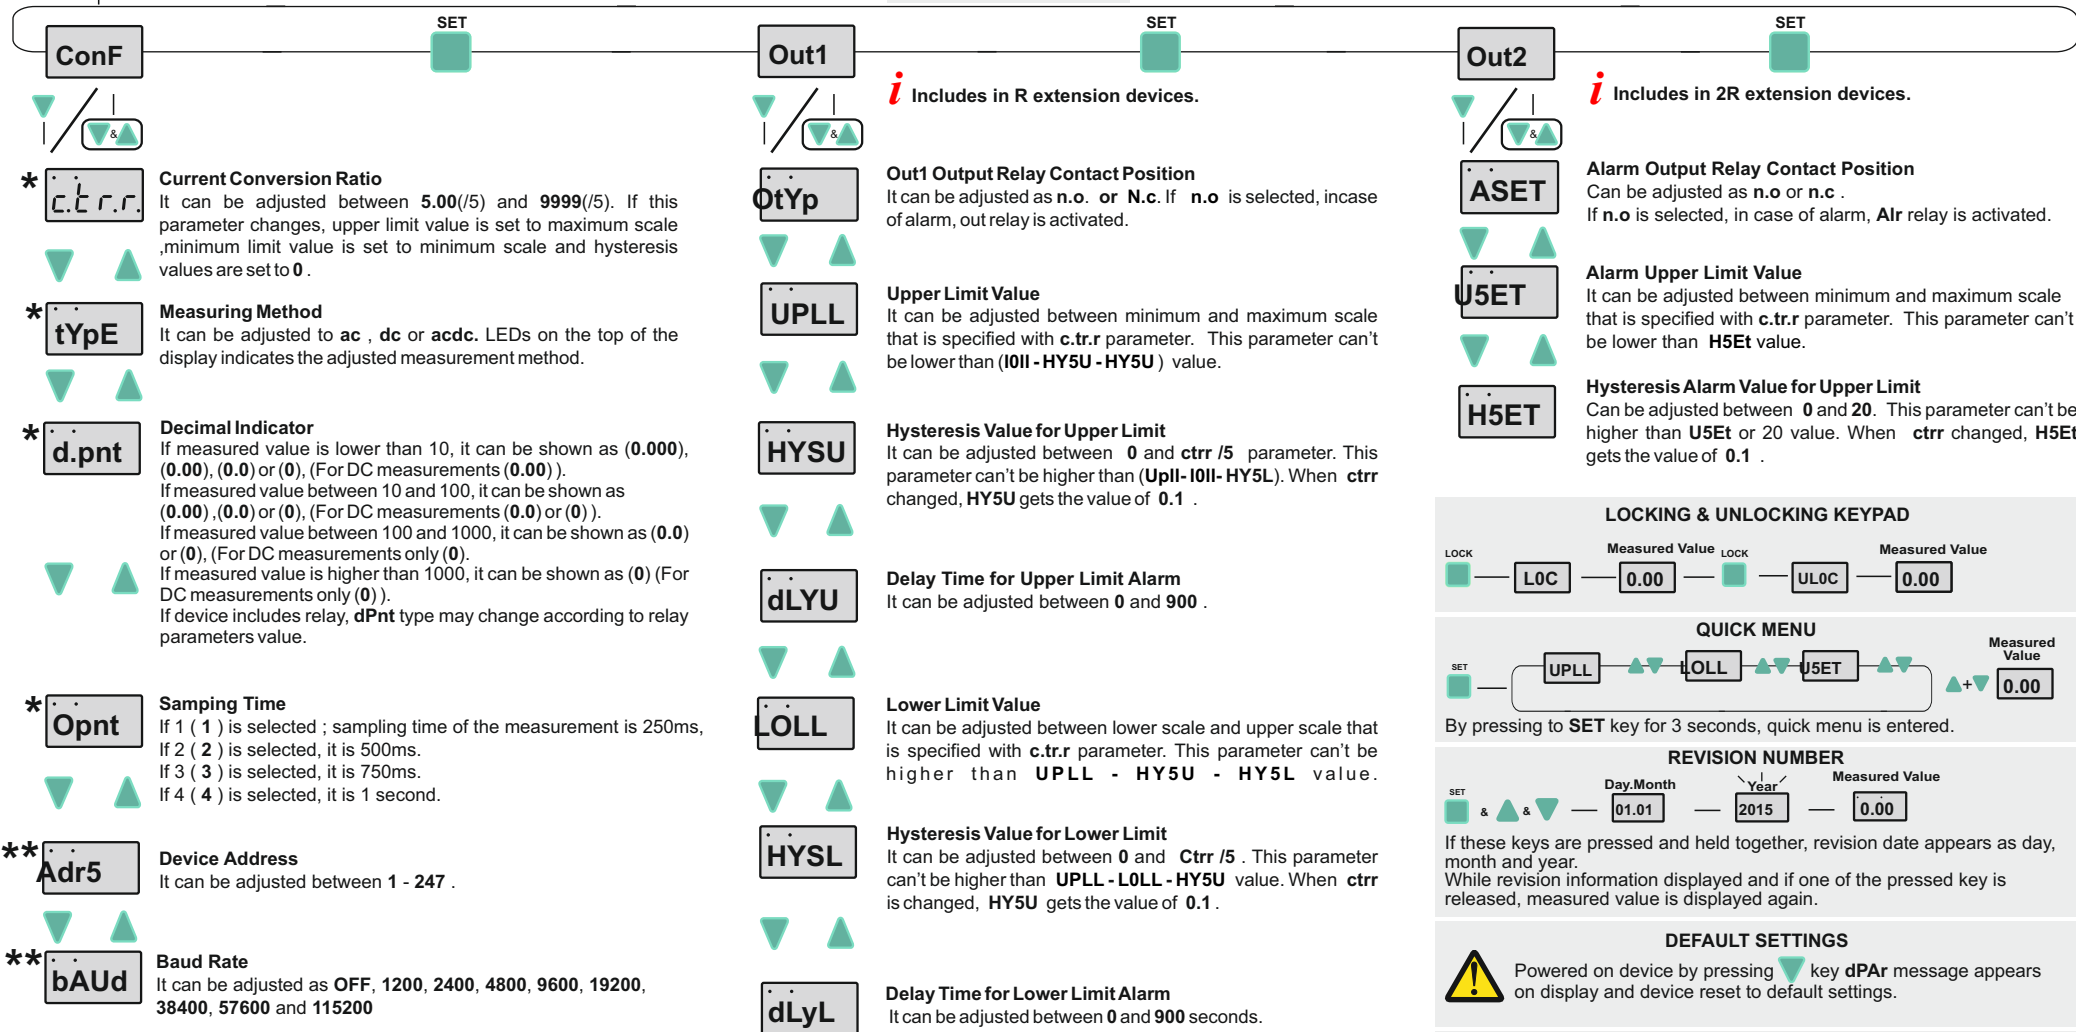 ConF
SET
* c.tr.r.
Current Conversion Ratio
It can be adjusted between 5.00(/5) and 9999(/5). If this
parameter changes, upper limit value is set to maximum scale
,minimum limit value is set to minimum scale and hysteresis
values are set to 0 .
* tYpE
Measuring Method
It can be adjusted to ac , dc or acdc. LEDs on the top of the
display indicates the adjusted measurement method.
* d.pnt
Decimal Indicator
If measured value is lower than 10, it can be shown as (0.000),
(0.00), (0.0) or (0), (For DC measurements (0.00) ).
If measured value between 10 and 100, it can be shown as
(0.00) ,(0.0) or (0), (For DC measurements (0.0) or (0) ).
If measured value between 100 and 1000, it can be shown as (0.0)
or (0), (For DC measurements only (0).
If measured value is higher than 1000, it can be shown as (0) (For
DC measurements only (0) ).
If device includes relay, dPnt type may change according to relay
parameters value.
* Opnt
Samping Time
If 1 ( 1 ) is selected ; sampling time of the measurement is 250ms,
If 2 ( 2 ) is selected, it is 500ms.
If 3 ( 3 ) is selected, it is 750ms.
If 4 ( 4 ) is selected, it is 1 second.
** Adr5
Device Address
It can be adjusted between 1 - 247 .
** bAUd
Baud Rate
It can be adjusted as OFF, 1200, 2400, 4800, 9600, 19200,
38400, 57600 and 115200
&
Out1
SET
i Includes in R extension devices.
&
OtYp
Out1 Output Relay Contact Position
It can be adjusted as n.o. or N.c. If n.o is selected, incase
of alarm, out relay is activated.
UPLL
Upper Limit Value
It can be adjusted between minimum and maximum scale
that is specified with c.tr.r parameter. This parameter can't
be lower than (l0ll - HY5U - HY5U ) value.
HYSU
Hysteresis Value for Upper Limit
It can be adjusted between 0 and ctrr /5 parameter. This
parameter can't be higher than (Upll- l0ll- HY5L). When ctrr
changed, HY5U gets the value of 0.1 .
dLYU
Delay Time for Upper Limit Alarm
It can be adjusted between 0 and 900 .
LOLL
Lower Limit Value
It can be adjusted between lower scale and upper scale that
is specified with c.tr.r parameter. This parameter can't be
higher than UPLL - HY5U - HY5L value.
HYSL
Hysteresis Value for Lower Limit
It can be adjusted between 0 and Ctrr /5 . This parameter
can't be higher than UPLL - L0LL - HY5U value. When ctrr
is changed, HY5U gets the value of 0.1 .
dLyL
Delay Time for Lower Limit Alarm
It can be adjusted between 0 and 900 seconds.
Out2
SET
i Includes in 2R extension devices.
&
ASET
Alarm Output Relay Contact Position
Can be adjusted as n.o or n.c .
If n.o is selected, in case of alarm, Alr relay is activated.
U5ET
Alarm Upper Limit Value
It can be adjusted between minimum and maximum scale
that is specified with c.tr.r parameter. This parameter can't
be lower than H5Et value.
H5ET
Hysteresis Alarm Value for Upper Limit
Can be adjusted between 0 and 20. This parameter can't be
higher than U5Et or 20 value. When ctrr changed, H5Et
gets the value of 0.1 .
LOCKING & UNLOCKING KEYPAD
LOCK Measured Value LOCK Measured Value
L0C 0.00 UL0C 0.00
QUICK MENU
Measured
Value
SET UPLL LOLL U5ET + 0.00
By pressing to SET key for 3 seconds, quick menu is entered.
REVISION NUMBER
Day.Month Year Measured Value
SET & & 01.01 2015 0.00
If these keys are pressed and held together, revision date appears as day,
month and year.
While revision information displayed and if one of the pressed key is
released, measured value is displayed again.
DEFAULT SETTINGS
Powered on device by pressing key dPAr message appears
on display and device reset to default settings.